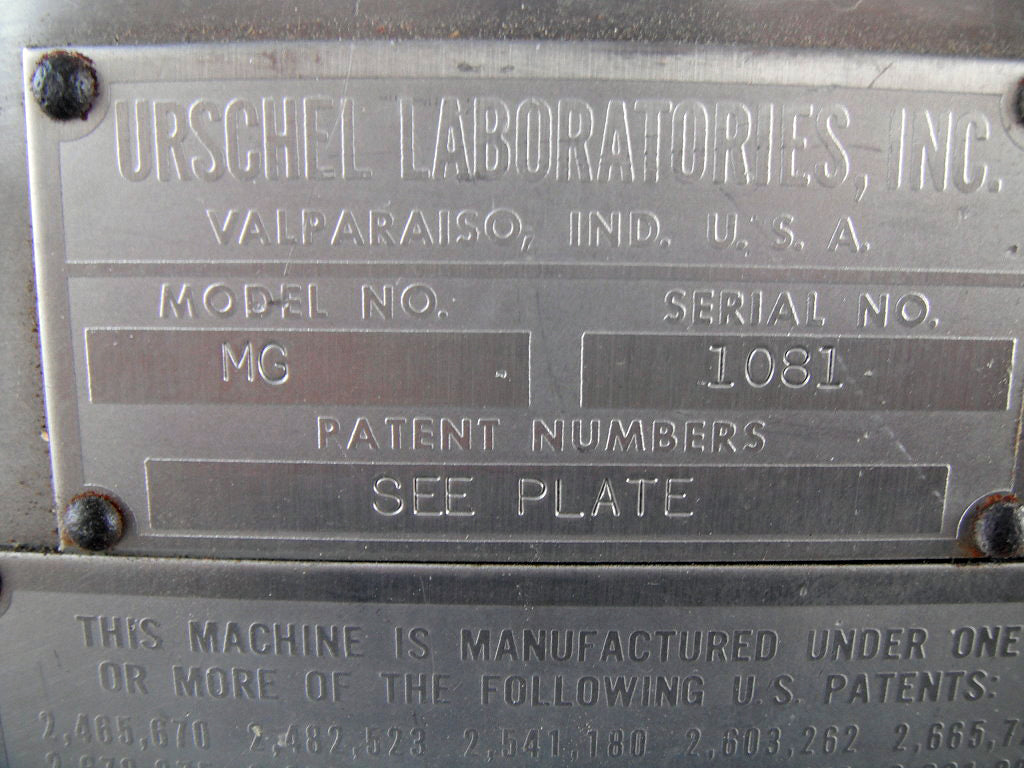 URSCHEL LABORATORIES, INC.
VALPARAISO, IND. U. S. A.
MODEL NO. SERIAL NO.
MG 1081
PATENT NUMBERS
SEE PLATE
THIS MACHINE IS MANUFACTURED UNDER ONE
OR MORE OF THE FOLLOWING U.S. PATENTS:
2,465,670 2,482,523 2,541,180 2,603,262